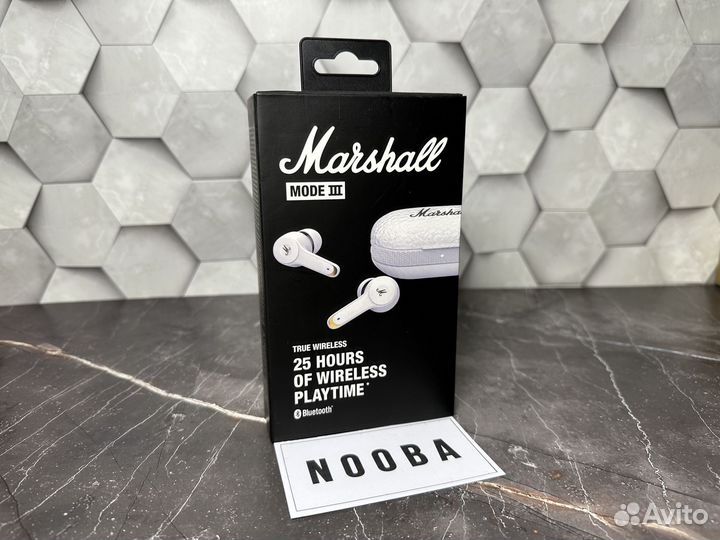 Marshall
MODE III
Marshall
M
M
TRUE WIRELESS
25 HOURS
OF WIRELESS
PLAYTIME*
Bluetooth®
NOOBA
Avito